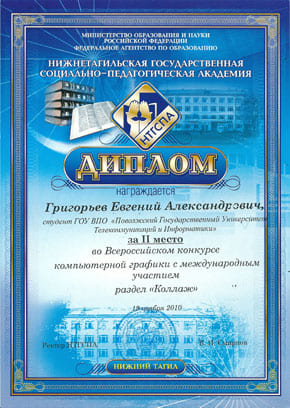 МИНИСТЕРСТВО ОБРАЗОВАНИЯ И НАУКИ
РОССИЙСКОЙ ФЕДЕРАЦИИ
ФЕДЕРАЛЬНОЕ АГЕНТСТВО ПО ОБРАЗОВАНИЮ
НИЖНЕТАГИЛЬСКАЯ ГОСУДАРСТВЕННАЯ
СОЦИАЛЬНО-ПЕДАГОГИЧЕСКАЯ АКАДЕМИЯ
НТГСПА
ДИПЛОМ
награждается
Григорьев Евгений Александрович,
студент ГОУ ВПО «Поволжский Государственный Университет
Телекоммуникаций и Информатики»
за II место
во Всероссийском конкурсе
компьютерной графики с международным
участием
раздел «Коллаж»
2010
Ректор НТГСПА
НИЖНИЙ ТАГИЛ